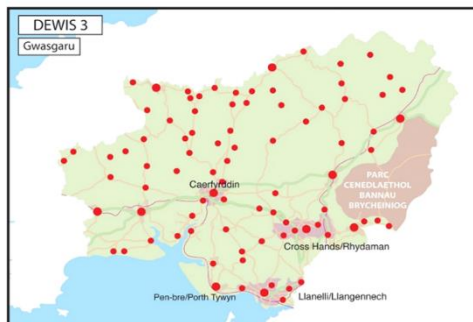 DEWIS 3
Gwasgaru
PARC
CENEDLAETHOL
BANNAU
BRYCHEINIOG
Caerfyrddin
Cross Hands/Rhydaman
Pen-bre/Porth Tywyn
Llanelli/Llangennech